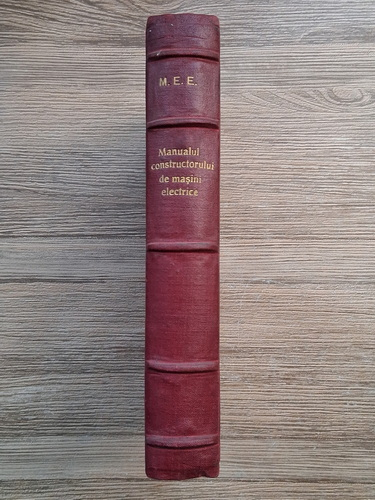 M. E. E.
Manualul
constructorului
de mașini
electrice